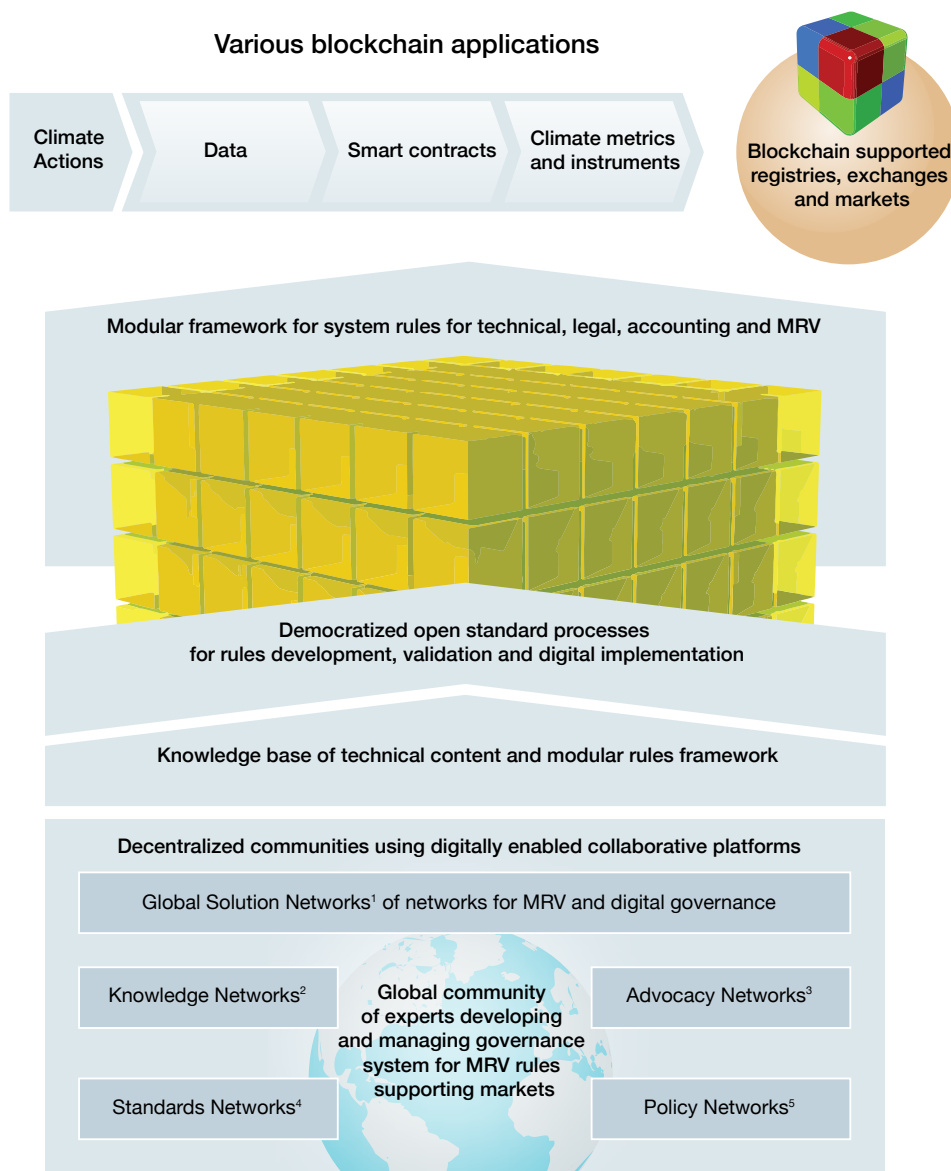 Various blockchain applications
Climate
Actions
Data
Smart contracts
Climate metrics
and instruments
Blockchain supported
registries, exchanges
and markets
Modular framework for system rules for technical, legal, accounting and MRV
Democratized open standard processes
for rules development, validation and digital implementation
Knowledge base of technical content and modular rules framework
Decentralized communities using digitally enabled collaborative platforms
Global Solution Networks¹ of networks for MRV and digital governance
Knowledge Networks²
Global community
of experts developing
and managing governance
system for MRV rules
supporting markets
Advocacy Networks³
Standards Networks⁴
Policy Networks⁵